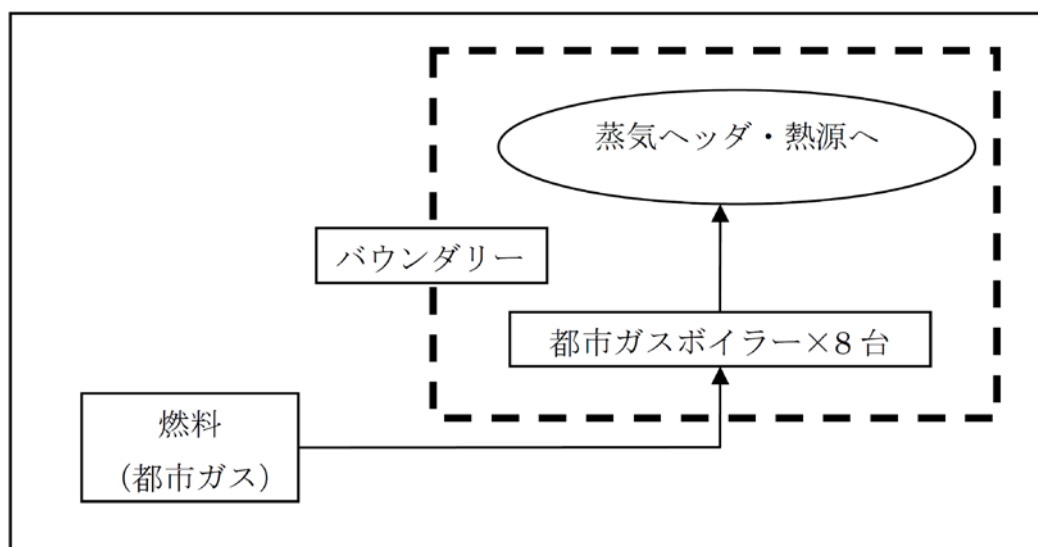 蒸気ヘッダ・熱源へ
バウンダリー
都市ガスボイラー×8台
燃料
（都市ガス）